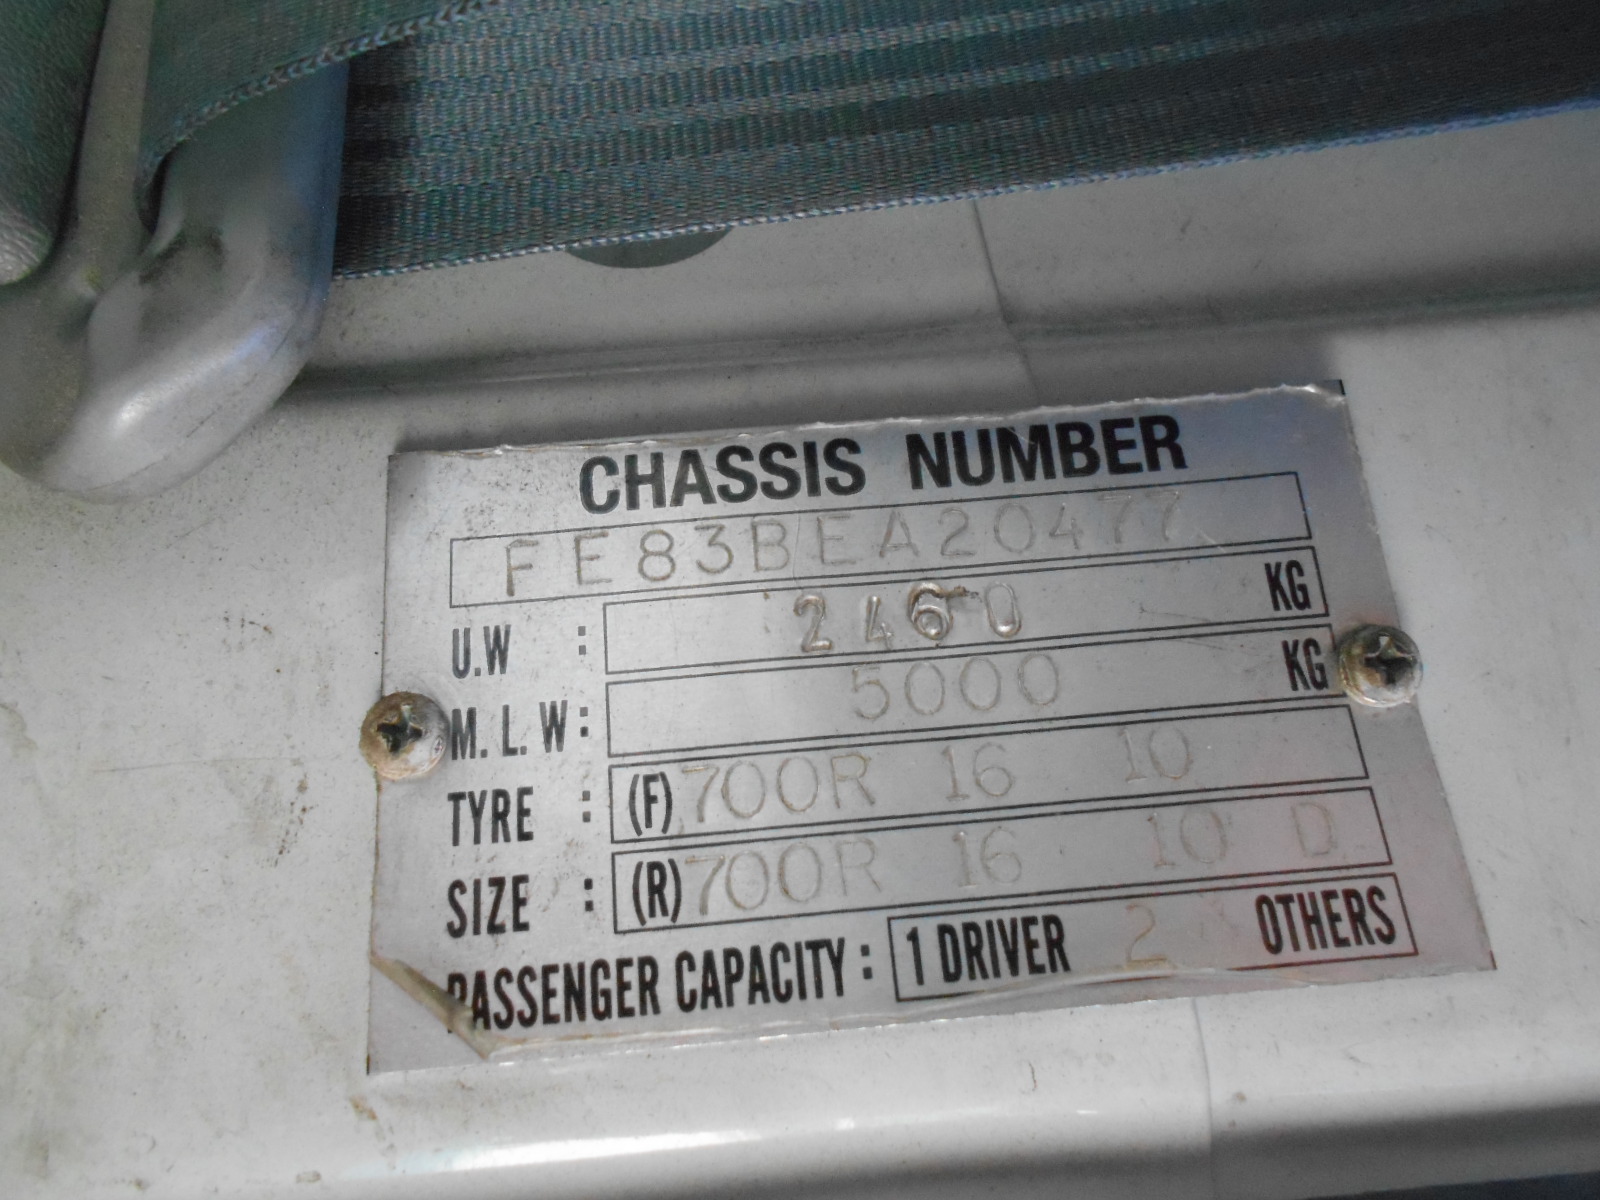 CHASSIS NUMBER
FE83BEA20477
U.W : 2460 KG
M.L.W: 5000 KG
TYRE : (F) 700R 16 10
SIZE : (R) 700R 16 10 D
PASSENGER CAPACITY: 1 DRIVER 2 OTHERS